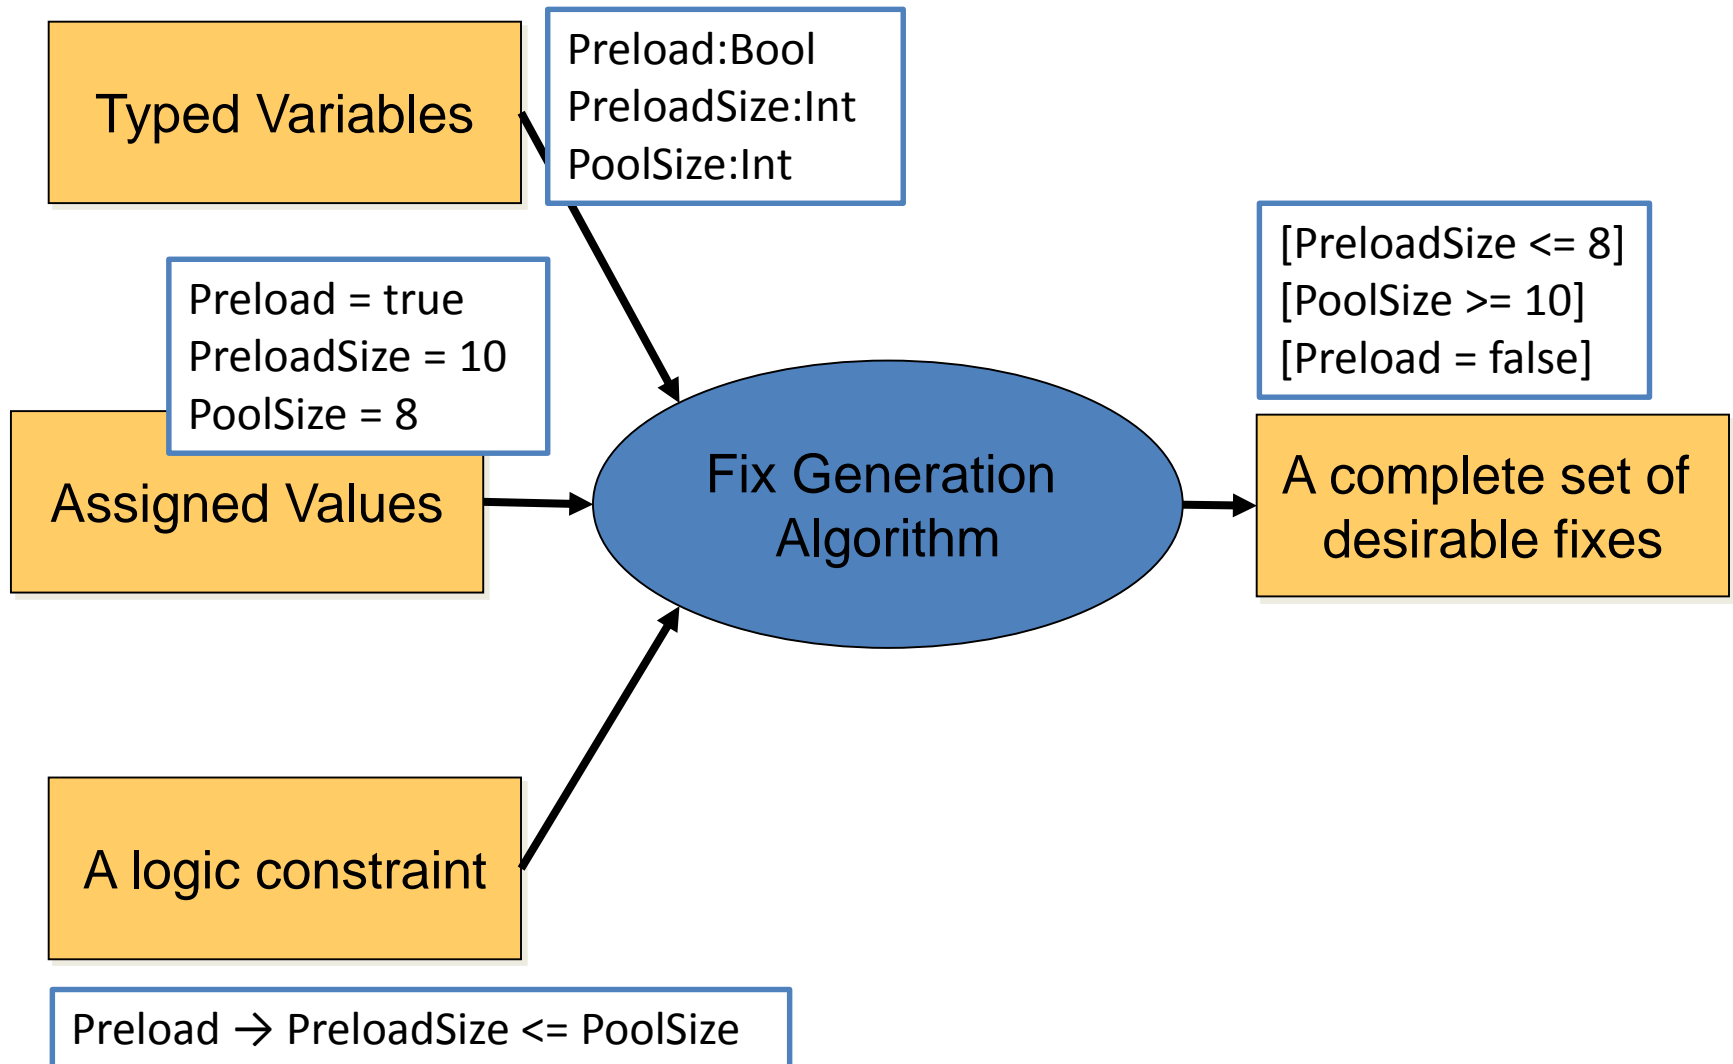 Typed Variables
Preload:Bool
PreloadSize:Int
PoolSize:Int
Preload = true
PreloadSize = 10
PoolSize = 8
Assigned Values
Fix Generation
Algorithm
[PreloadSize <= 8]
[PoolSize >= 10]
[Preload = false]
A complete set of
desirable fixes
A logic constraint
Preload → PreloadSize <= PoolSize